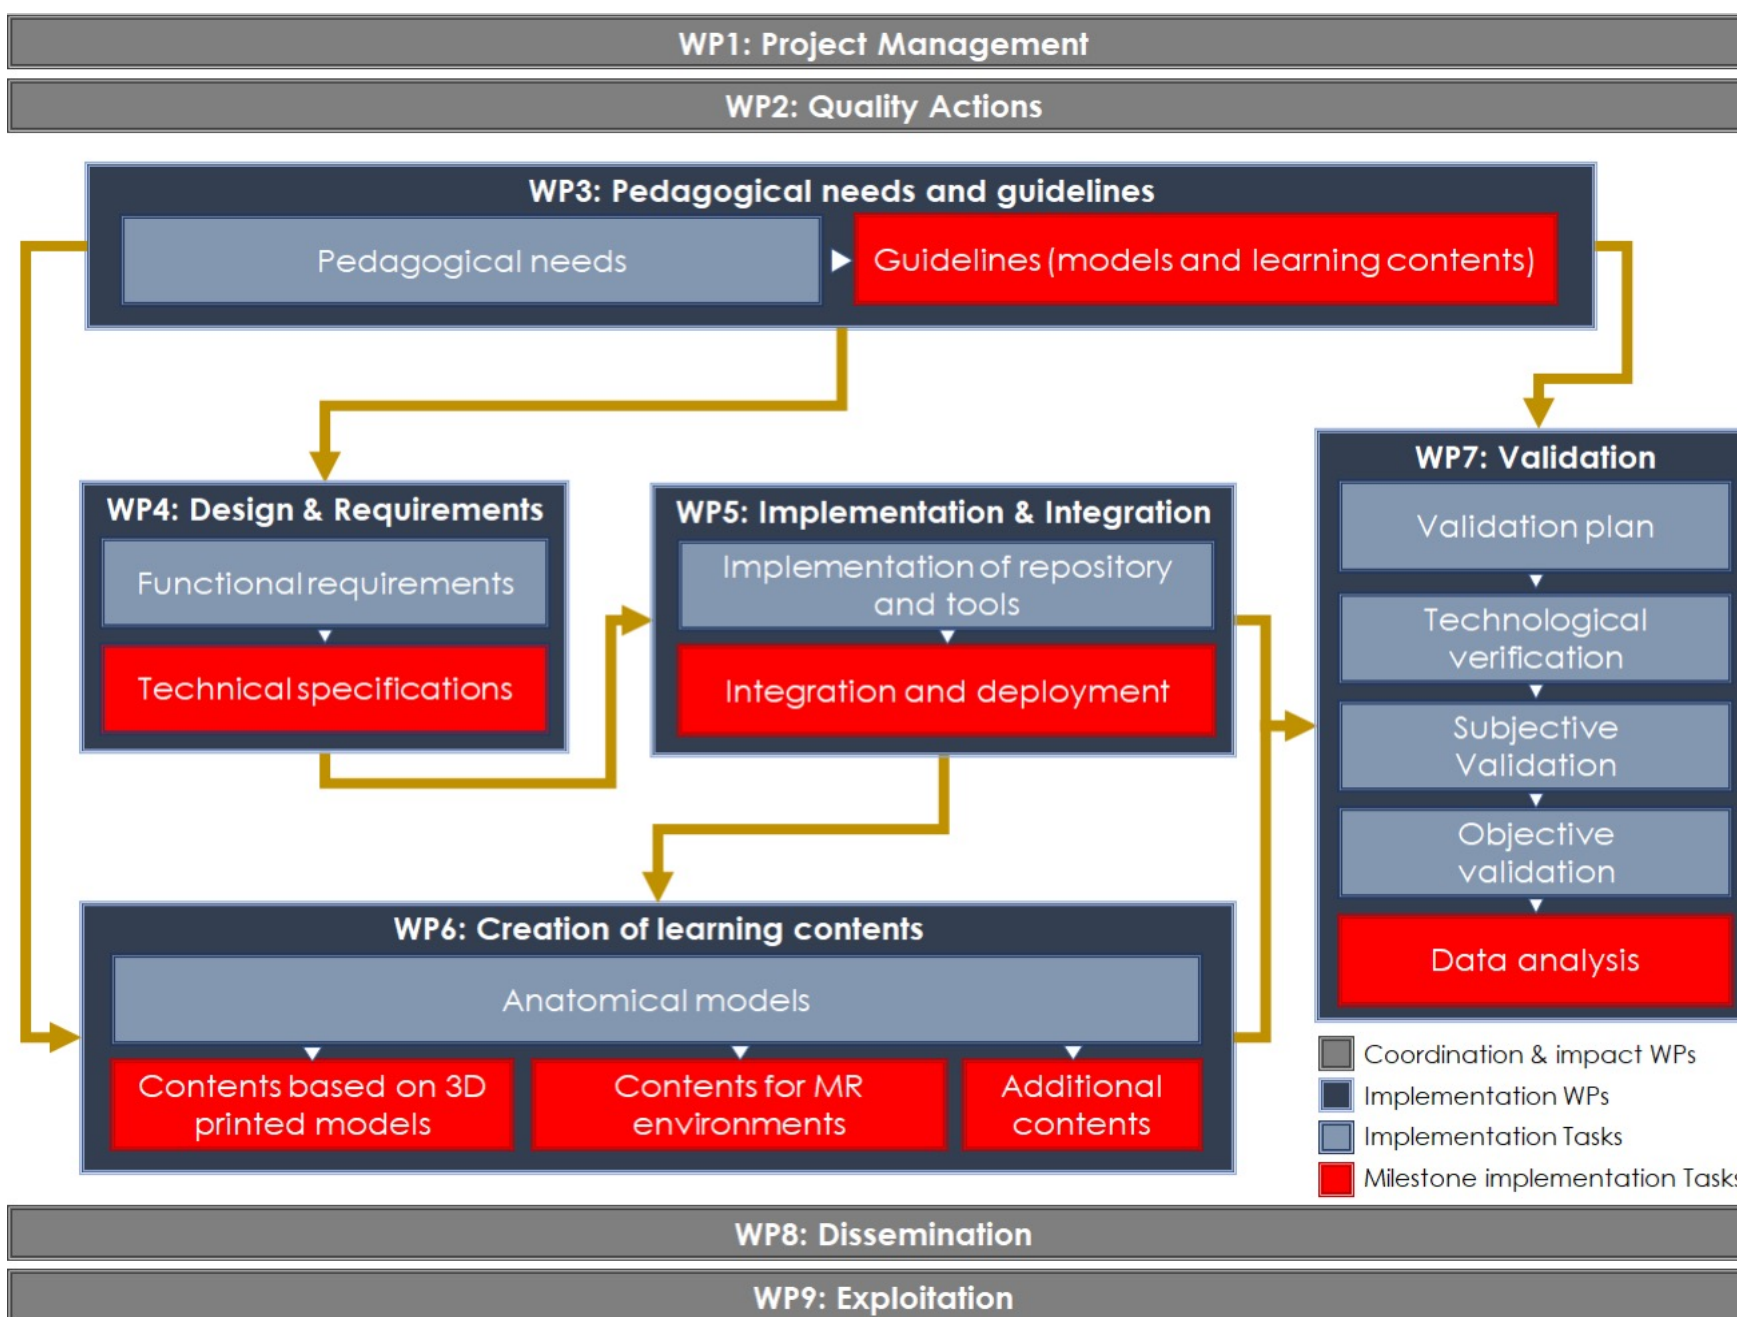 WP1: Project Management
WP2: Quality Actions
WP3: Pedagogical needs and guidelines
Pedagogical needs
Guidelines (models and learning contents)
WP4: Design & Requirements
Functional requirements
Technical specifications
WP5: Implementation & Integration
Implementation of repository
and tools
Integration and deployment
WP7: Validation
Validation plan
Technological
verification
Subjective
Validation
Objective
validation
Data analysis
WP6: Creation of learning contents
Anatomical models
Contents based on 3D
printed models
Contents for MR
environments
Additional
contents
Coordination & impact WPs
Implementation WPs
Implementation Tasks
Milestone implementation Tasks
WP8: Dissemination
WP9: Exploitation